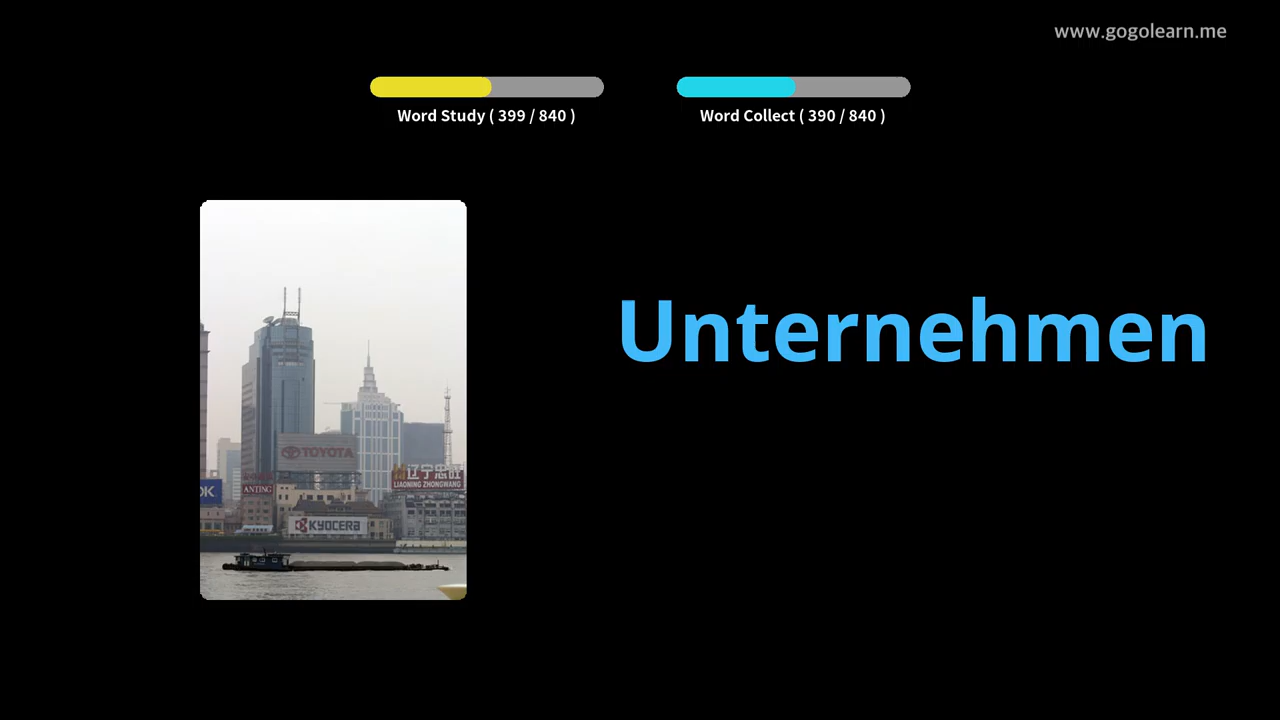 www.gogolearn.me
Word Study ( 399 / 840 )
Word Collect ( 390 / 840 )
Unternehmen
TOYOTA
辽宁忠旺
LIAONING ZHONGWANG
OK
ANTING
KYOCERA